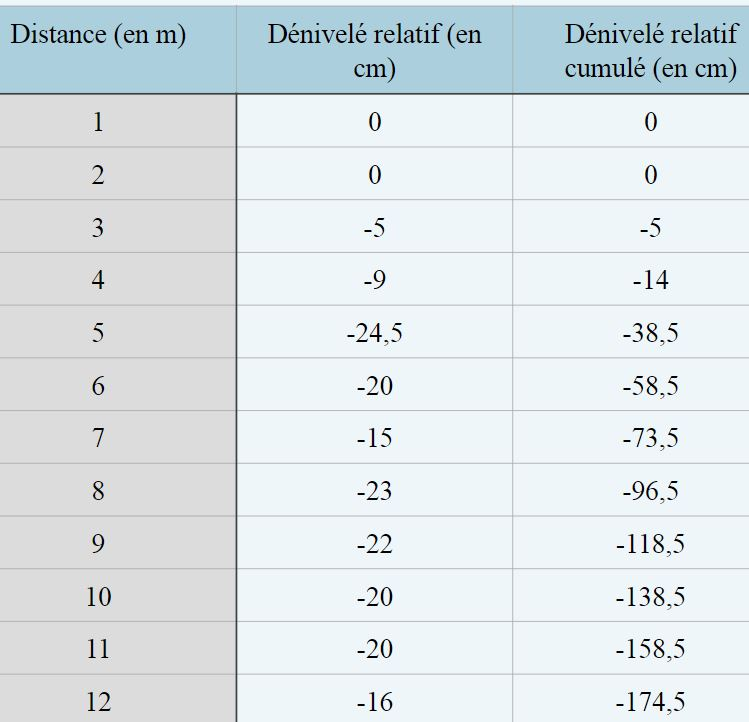 Distance (en m) Dénivelé relatif (en cm) Dénivelé relatif cumulé (en cm)
1 0 0
2 0 0
3 -5 -5
4 -9 -14
5 -24,5 -38,5
6 -20 -58,5
7 -15 -73,5
8 -23 -96,5
9 -22 -118,5
10 -20 -138,5
11 -20 -158,5
12 -16 -174,5